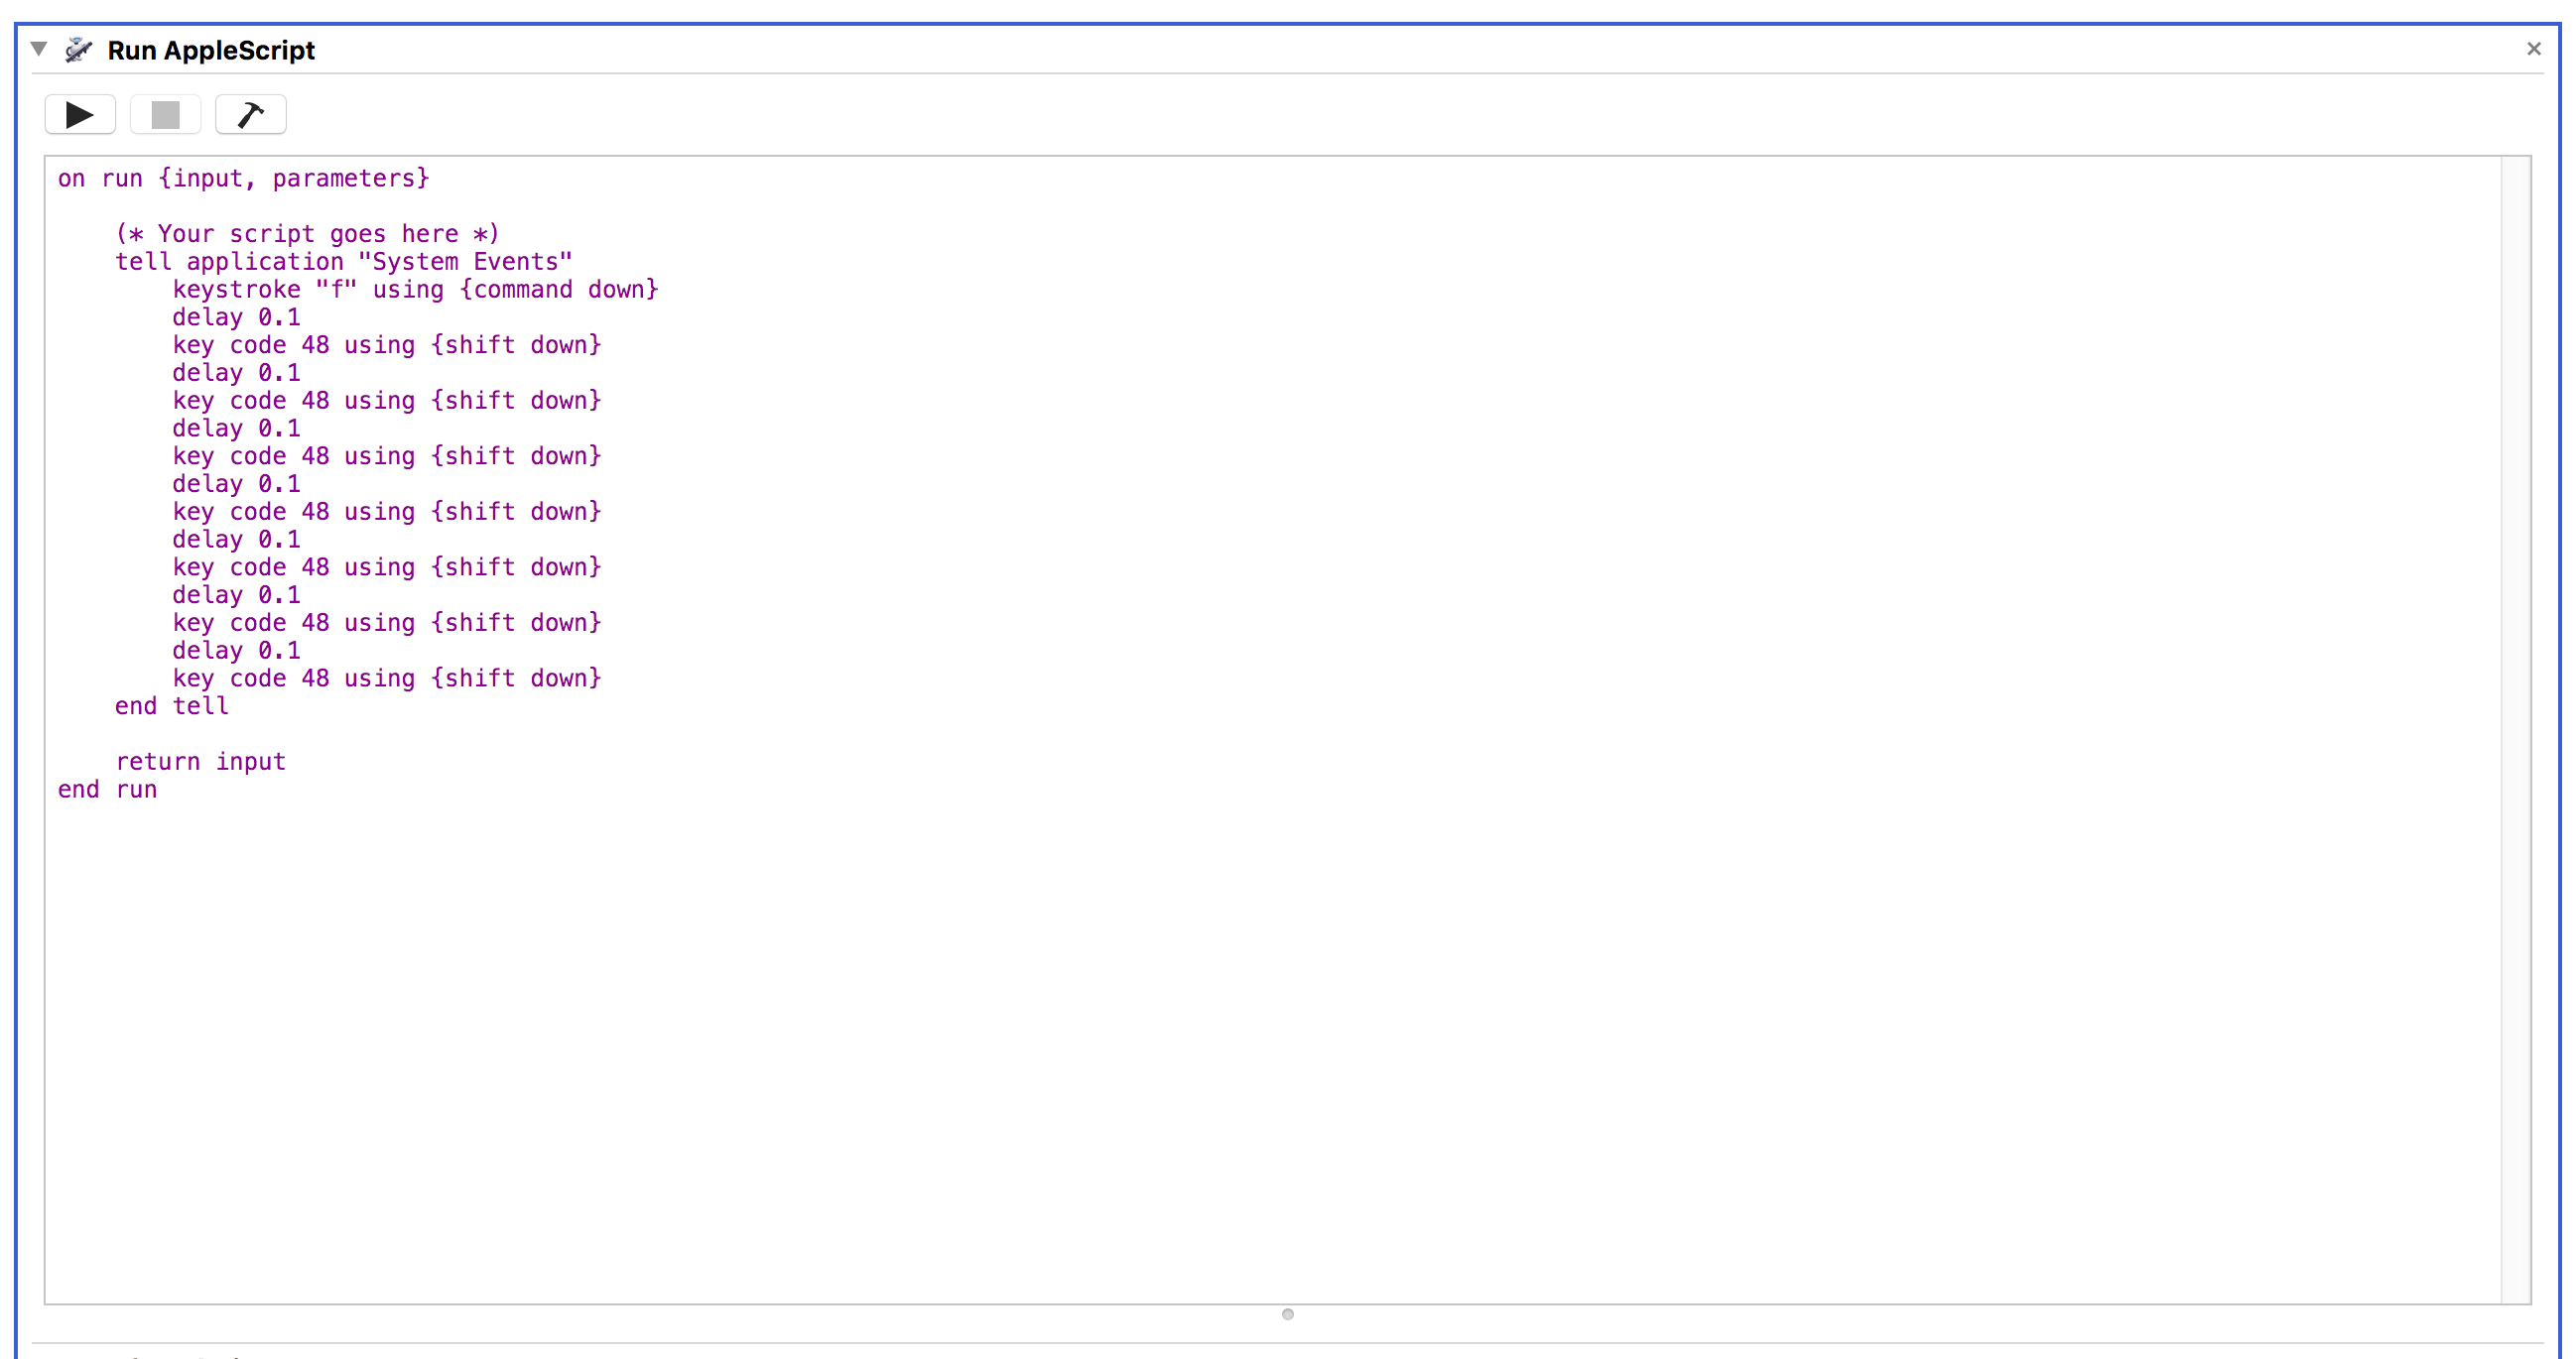 Run AppleScript
on run {input, parameters}
(* Your script goes here *)
tell application "System Events"
keystroke "f" using {command down}
delay 0.1
key code 48 using {shift down}
delay 0.1
key code 48 using {shift down}
delay 0.1
key code 48 using {shift down}
delay 0.1
key code 48 using {shift down}
delay 0.1
key code 48 using {shift down}
delay 0.1
key code 48 using {shift down}
delay 0.1
key code 48 using {shift down}
end tell
return input
end run